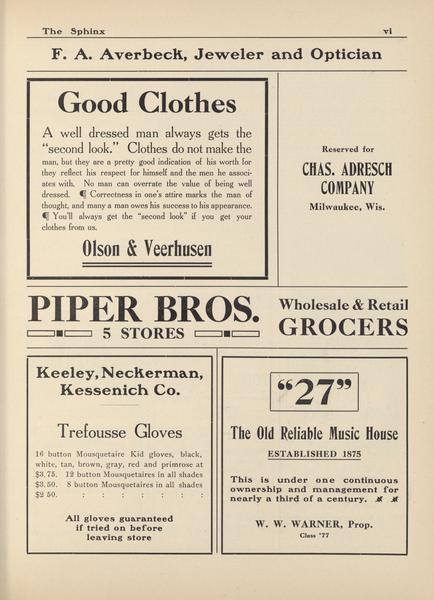 The Sphinx vi
F. A. Averbeck, Jeweler and Optician
Good Clothes
A well dressed man always gets the
“second look.” Clothes do not make the
man, but they are a pretty good indication of his worth for
they reflect his respect for himself and the men he associ-
ates with. No man can overrate the value of being well
dressed. ¶ Correctness in one's attire marks the man of
thought, and many a man owes his success to his appearance.
¶ You'll always get the “second look” if you get your
clothes from us.
Olson & Veerhusen
Reserved for
CHAS. ADRESCH
COMPANY
Milwaukee, Wis.
PIPER BROS.
5 STORES
Wholesale & Retail
GROCERS
Keeley, Neckerman,
Kessenich Co.
Trefousse Gloves
16 button Mousquetaire Kid gloves, black,
white, tan, brown, gray, red and primrose at
$3.75. 12 button Mousquetaires in all shades
$3.50. 8 button Mousquetaires in all shades
$2 50. : : : : : :
All gloves guaranteed
if tried on before
leaving store
“27”
The Old Reliable Music House
ESTABLISHED 1875
This is under one continuous
ownership and management for
nearly a third of a century.
W. W. WARNER, Prop.
Class '77